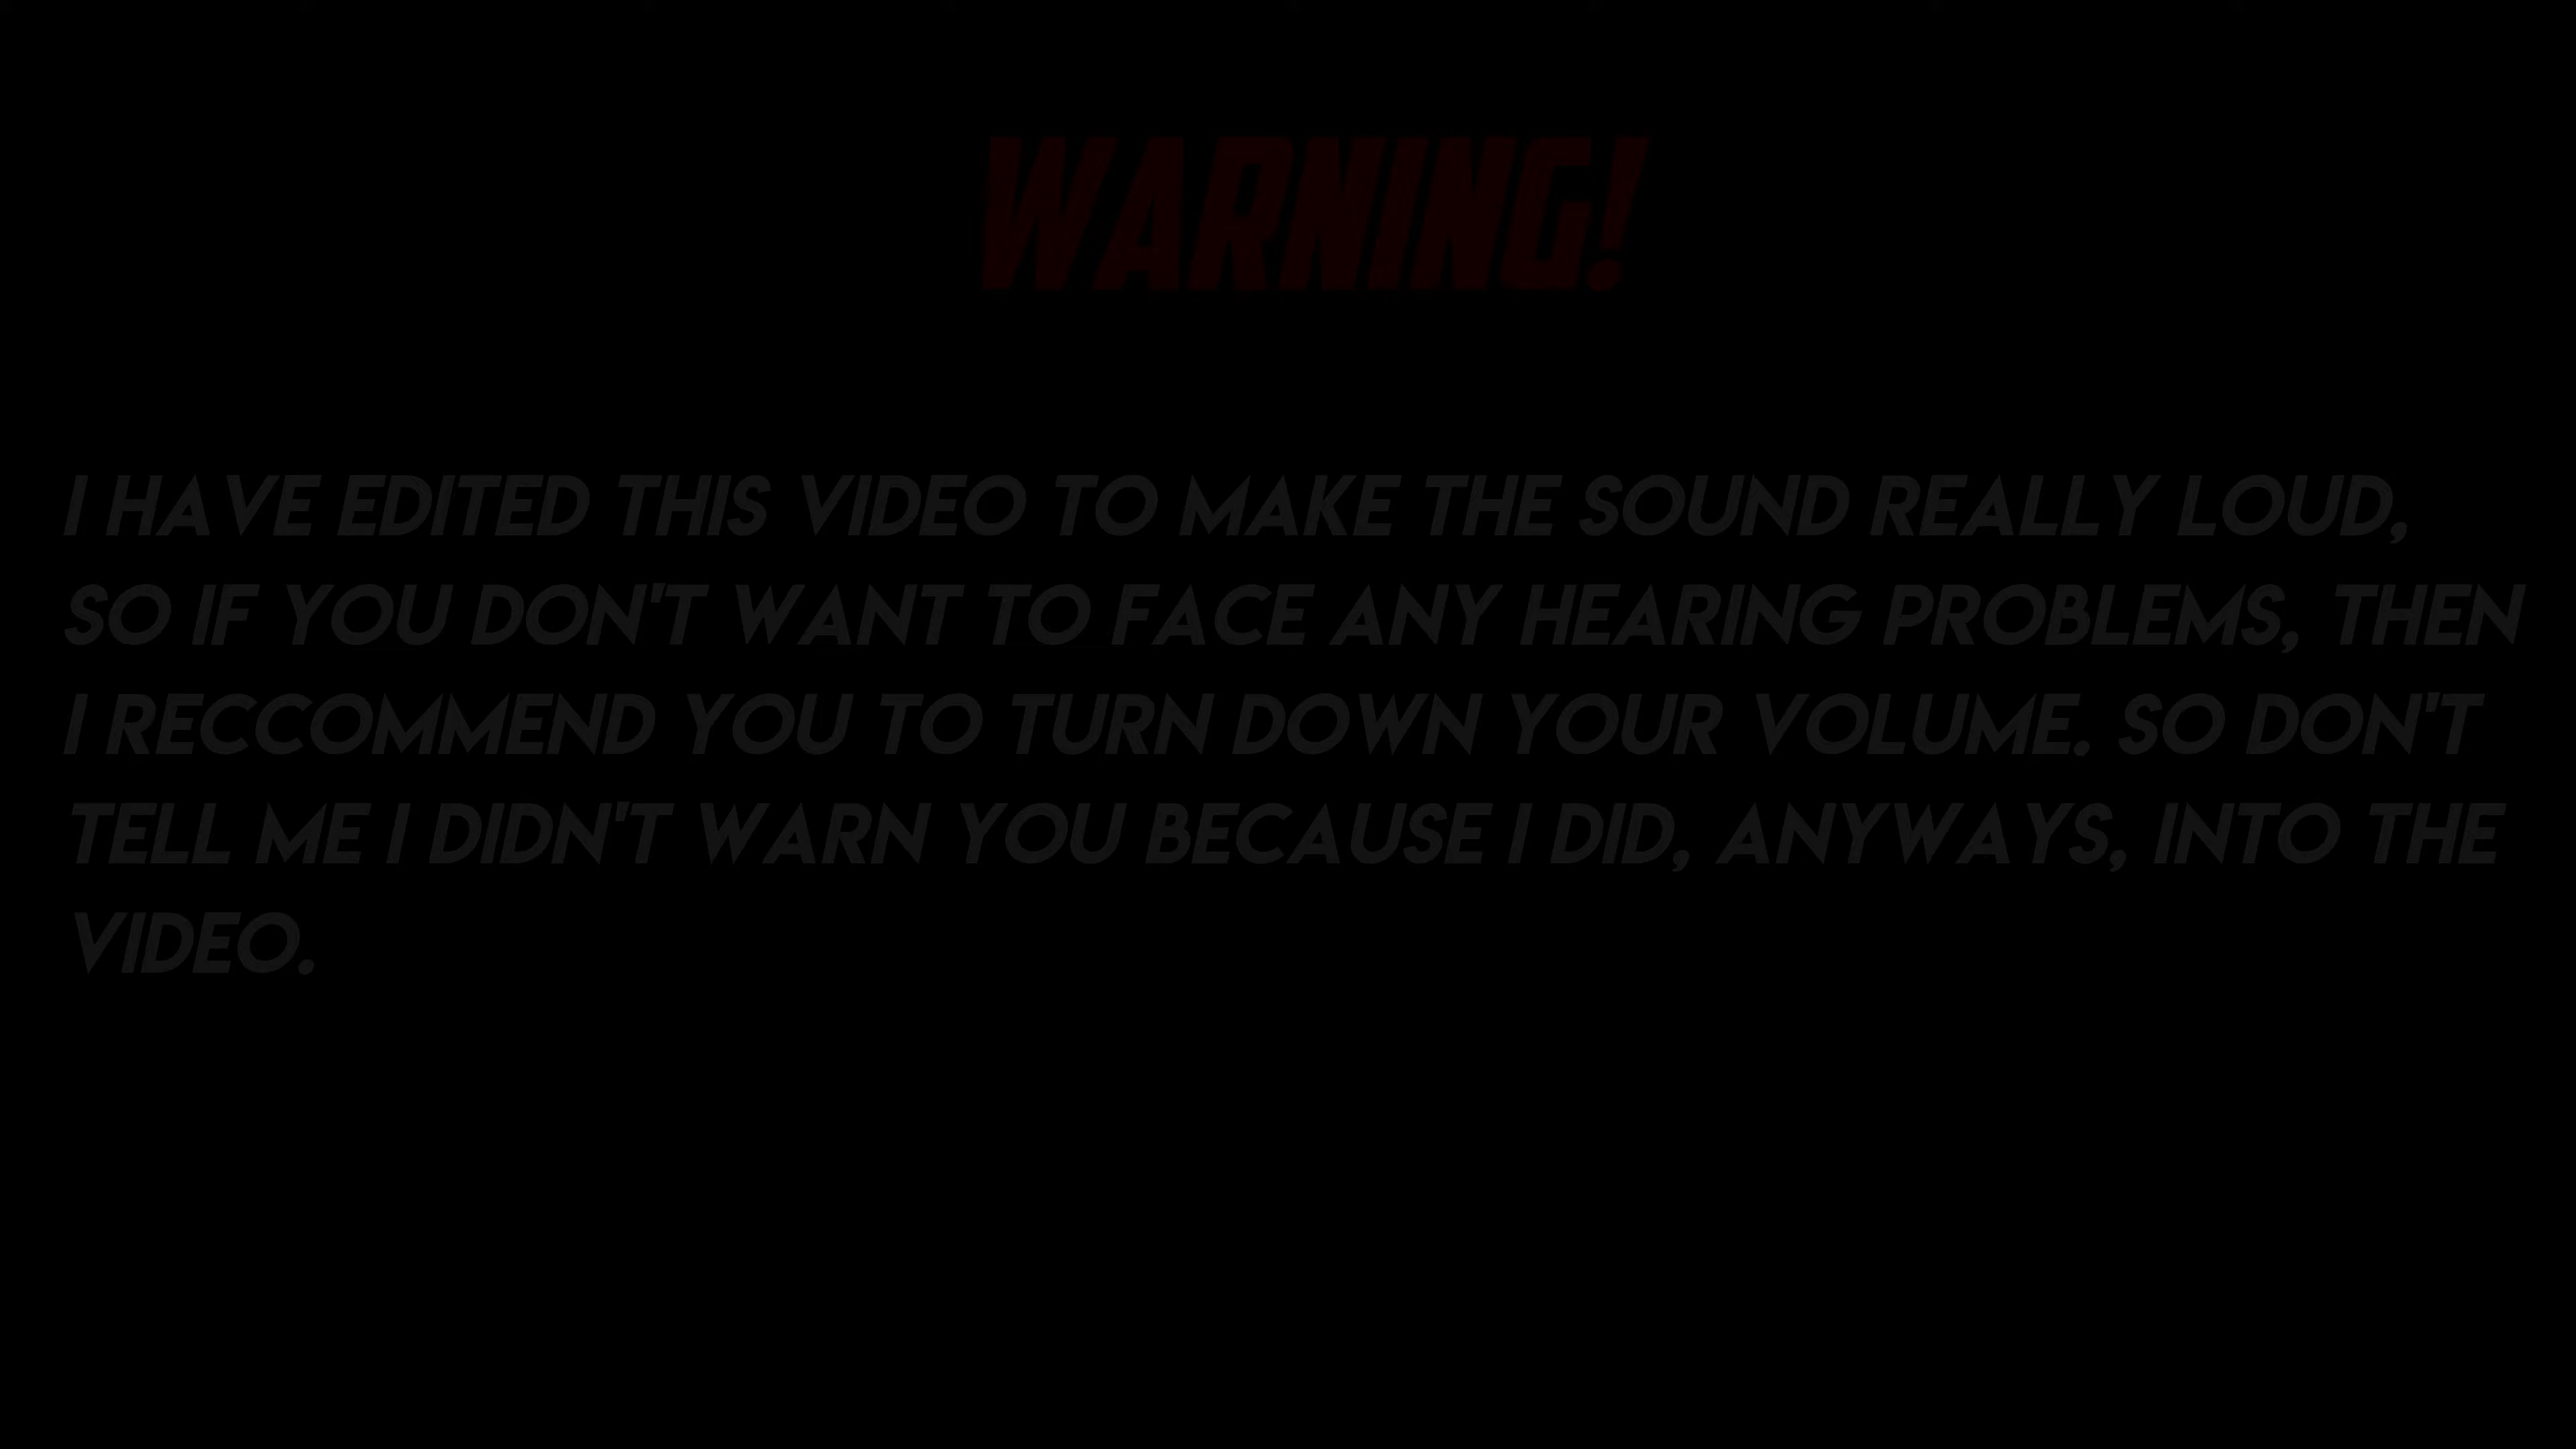 WARNING!
I HAVE EDITED THIS VIDEO TO MAKE THE SOUND REALLY LOUD,
SO IF YOU DON'T WANT TO FACE ANY HEARING PROBLEMS, THEN
I RECCOMMEND YOU TO TURN DOWN YOUR VOLUME. SO DON'T
TELL ME I DIDN'T WARN YOU BECAUSE I DID, ANYWAYS, INTO THE
VIDEO.